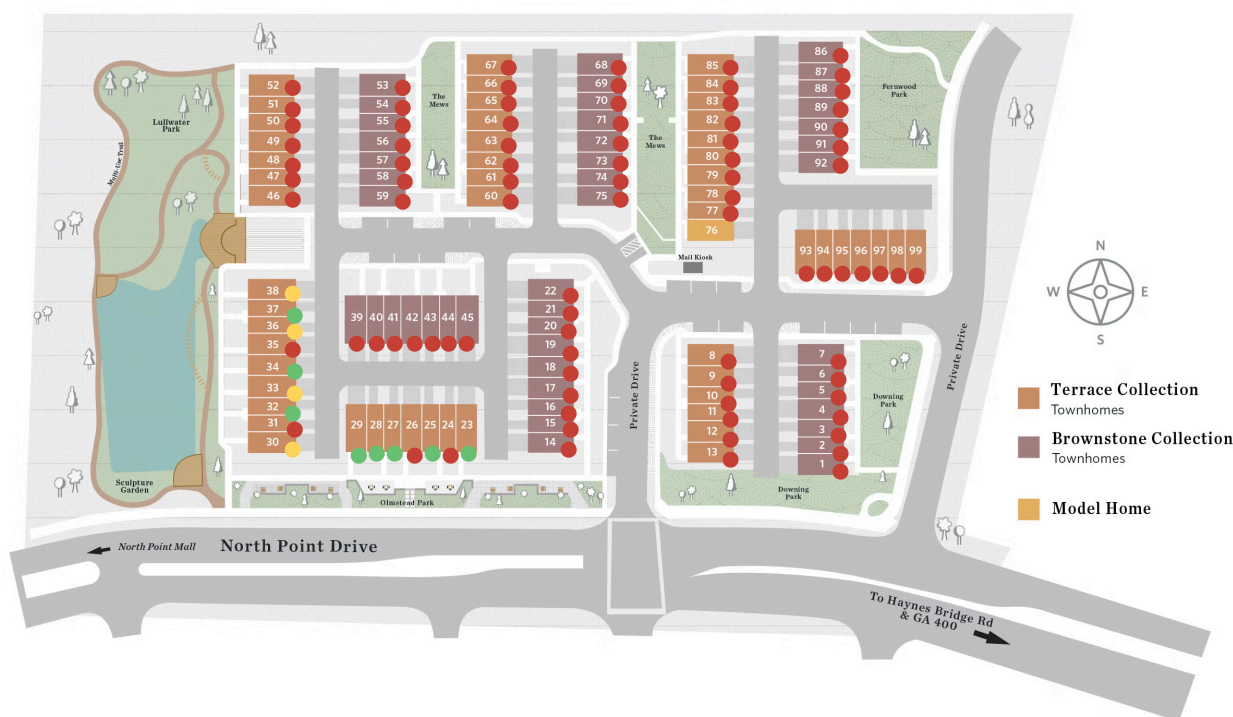 Lullwater
Park
Multi-Use Trail
52
51
50
49
48
47
46
53
54
55
56
57
58
59
The
Mews
67
66
65
64
63
62
61
60
68
69
70
71
72
73
74
75
The
Mews
85
84
83
82
81
80
79
78
77
76
86
87
88
89
90
91
92
Fernwood
Park
93 94 95 96 97 98 99
Mail Kiosk
38
37
36
35
34
33
32
31
30
39 40 41 42 43 44 45
29 28 27 26 25 24 23
22
21
20
19
18
17
16
15
14
Private Drive
8
9
10
11
12
13
7
6
5
4
3
2
1
Downing
Park
Downing
Park
Private Drive
Sculpture
Garden
Olmstead Park
North Point Mall
North Point Drive
To Haynes Bridge Rd
& GA 400
N
W E
S
Terrace Collection
Townhomes
Brownstone Collection
Townhomes
Model Home